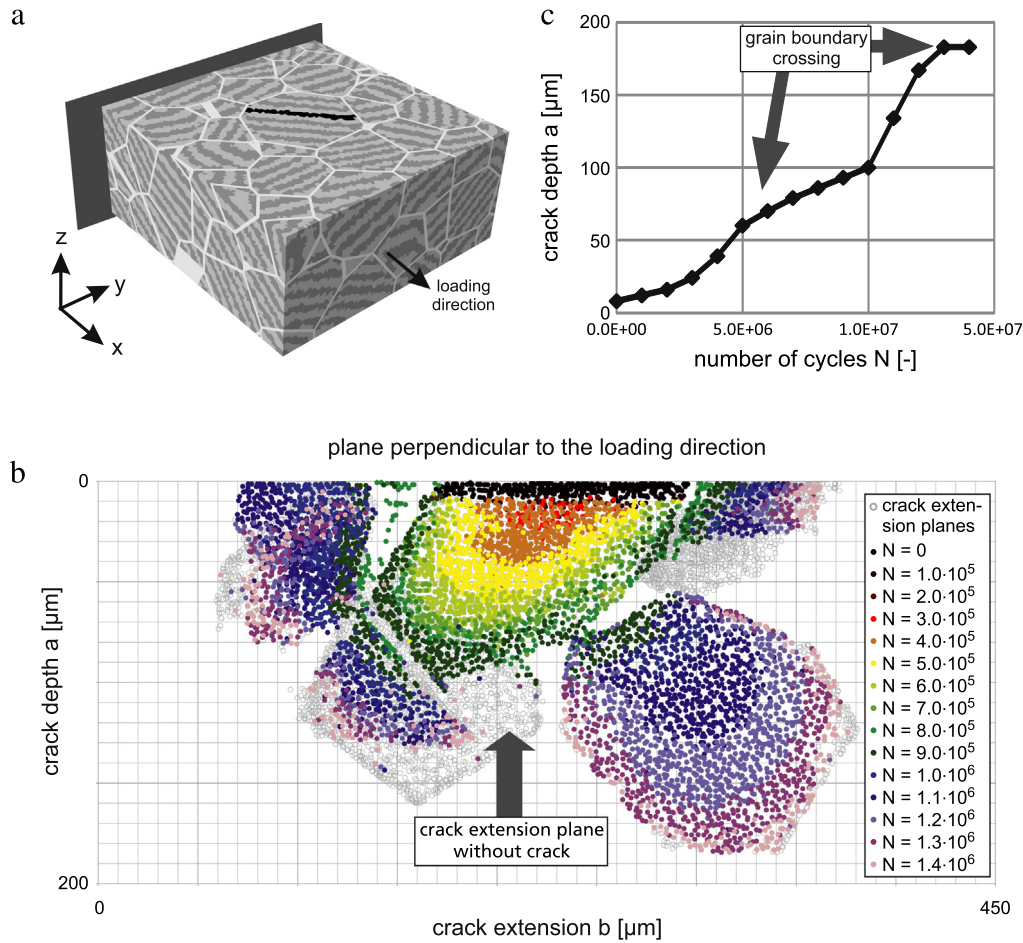 a
z
y
x
loading
direction
c
200
150
100
50
0
crack depth a [µm]
grain boundary
crossing
0.0E+00
5.0E+06
1.0E+07
5.0E+07
number of cycles N [-]
plane perpendicular to the loading direction
b
0
200
crack depth a [µm]
0
450
crack extension b [µm]
crack extension plane
without crack
crack exten-
sion planes
N = 0
N = 1.0·10⁵
N = 2.0·10⁵
N = 3.0·10⁵
N = 4.0·10⁵
N = 5.0·10⁵
N = 6.0·10⁵
N = 7.0·10⁵
N = 8.0·10⁵
N = 9.0·10⁵
N = 1.0·10⁶
N = 1.1·10⁶
N = 1.2·10⁶
N = 1.3·10⁶
N = 1.4·10⁶